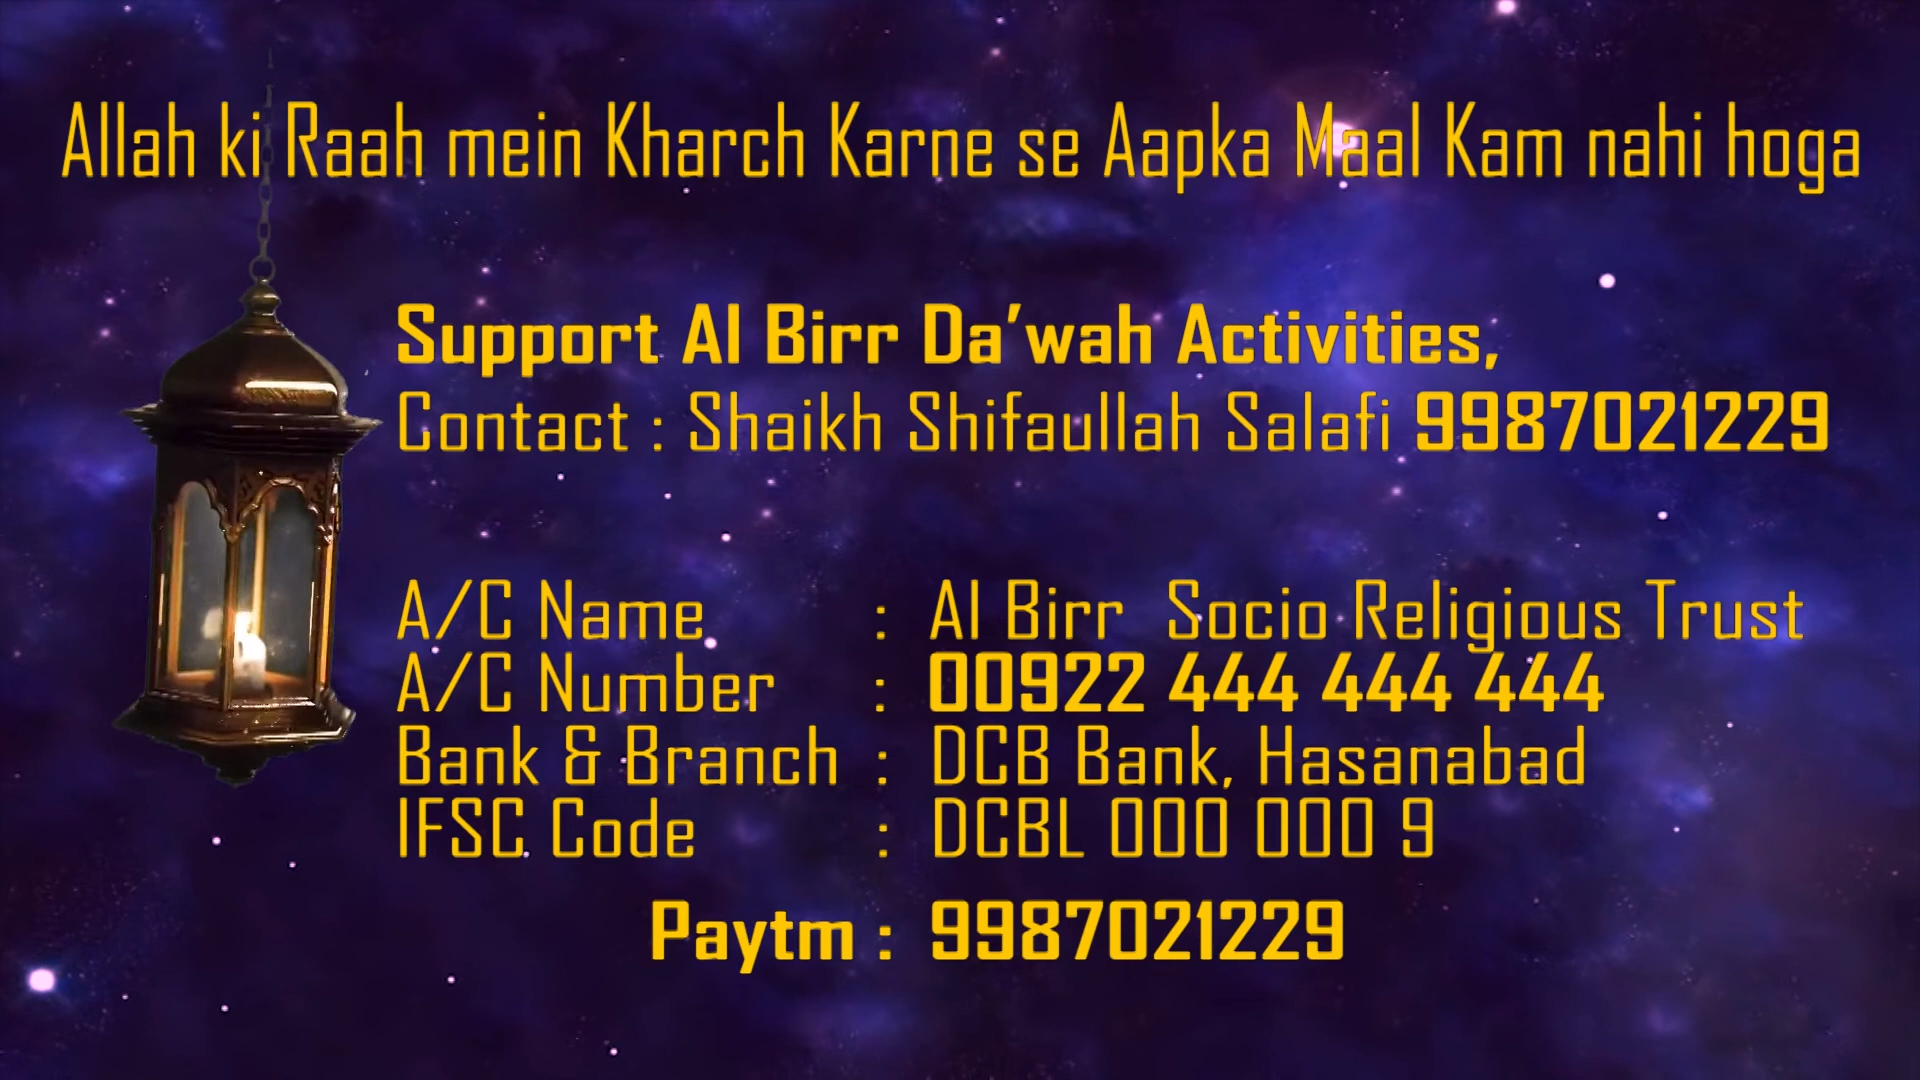 Allah ki Raah mein Kharch Karne se Aapka Maal Kam nahi hoga
Support Al Birr Da’wah Activities,
Contact : Shaikh Shifaullah Salafi 9987021229
A/C Name : Al Birr Socio Religious Trust
A/C Number : 00922 444 444 444
Bank & Branch : DCB Bank, Hasanabad
IFSC Code : DCBL 000 000 9
Paytm : 9987021229